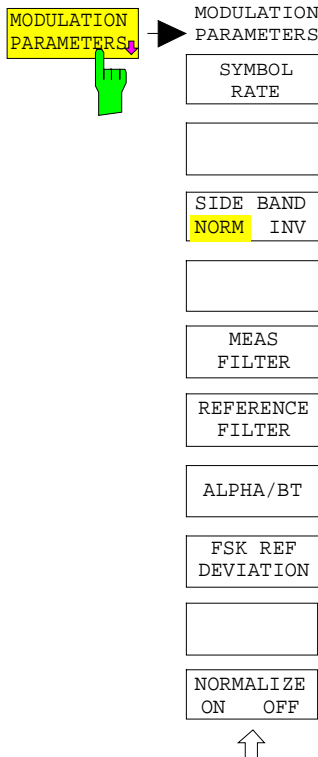 MODULATION
PARAMETERS
MODULATION
PARAMETERS
SYMBOL
RATE
SIDE BAND
NORM INV
MEAS
FILTER
REFERENCE
FILTER
ALPHA/BT
FSK REF
DEVIATION
NORMALIZE
ON OFF